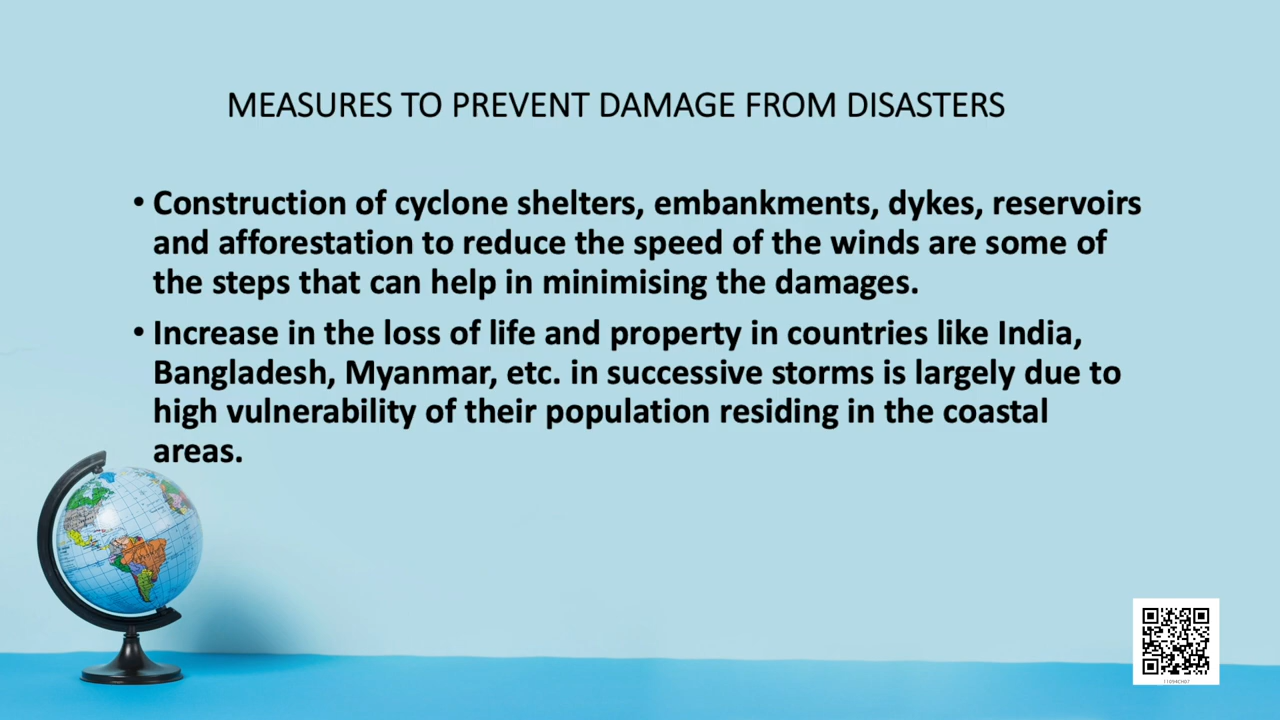 MEASURES TO PREVENT DAMAGE FROM DISASTERS
• Construction of cyclone shelters, embankments, dykes, reservoirs
and afforestation to reduce the speed of the winds are some of
the steps that can help in minimising the damages.
• Increase in the loss of life and property in countries like India,
Bangladesh, Myanmar, etc. in successive storms is largely due to
high vulnerability of their population residing in the coastal
areas.